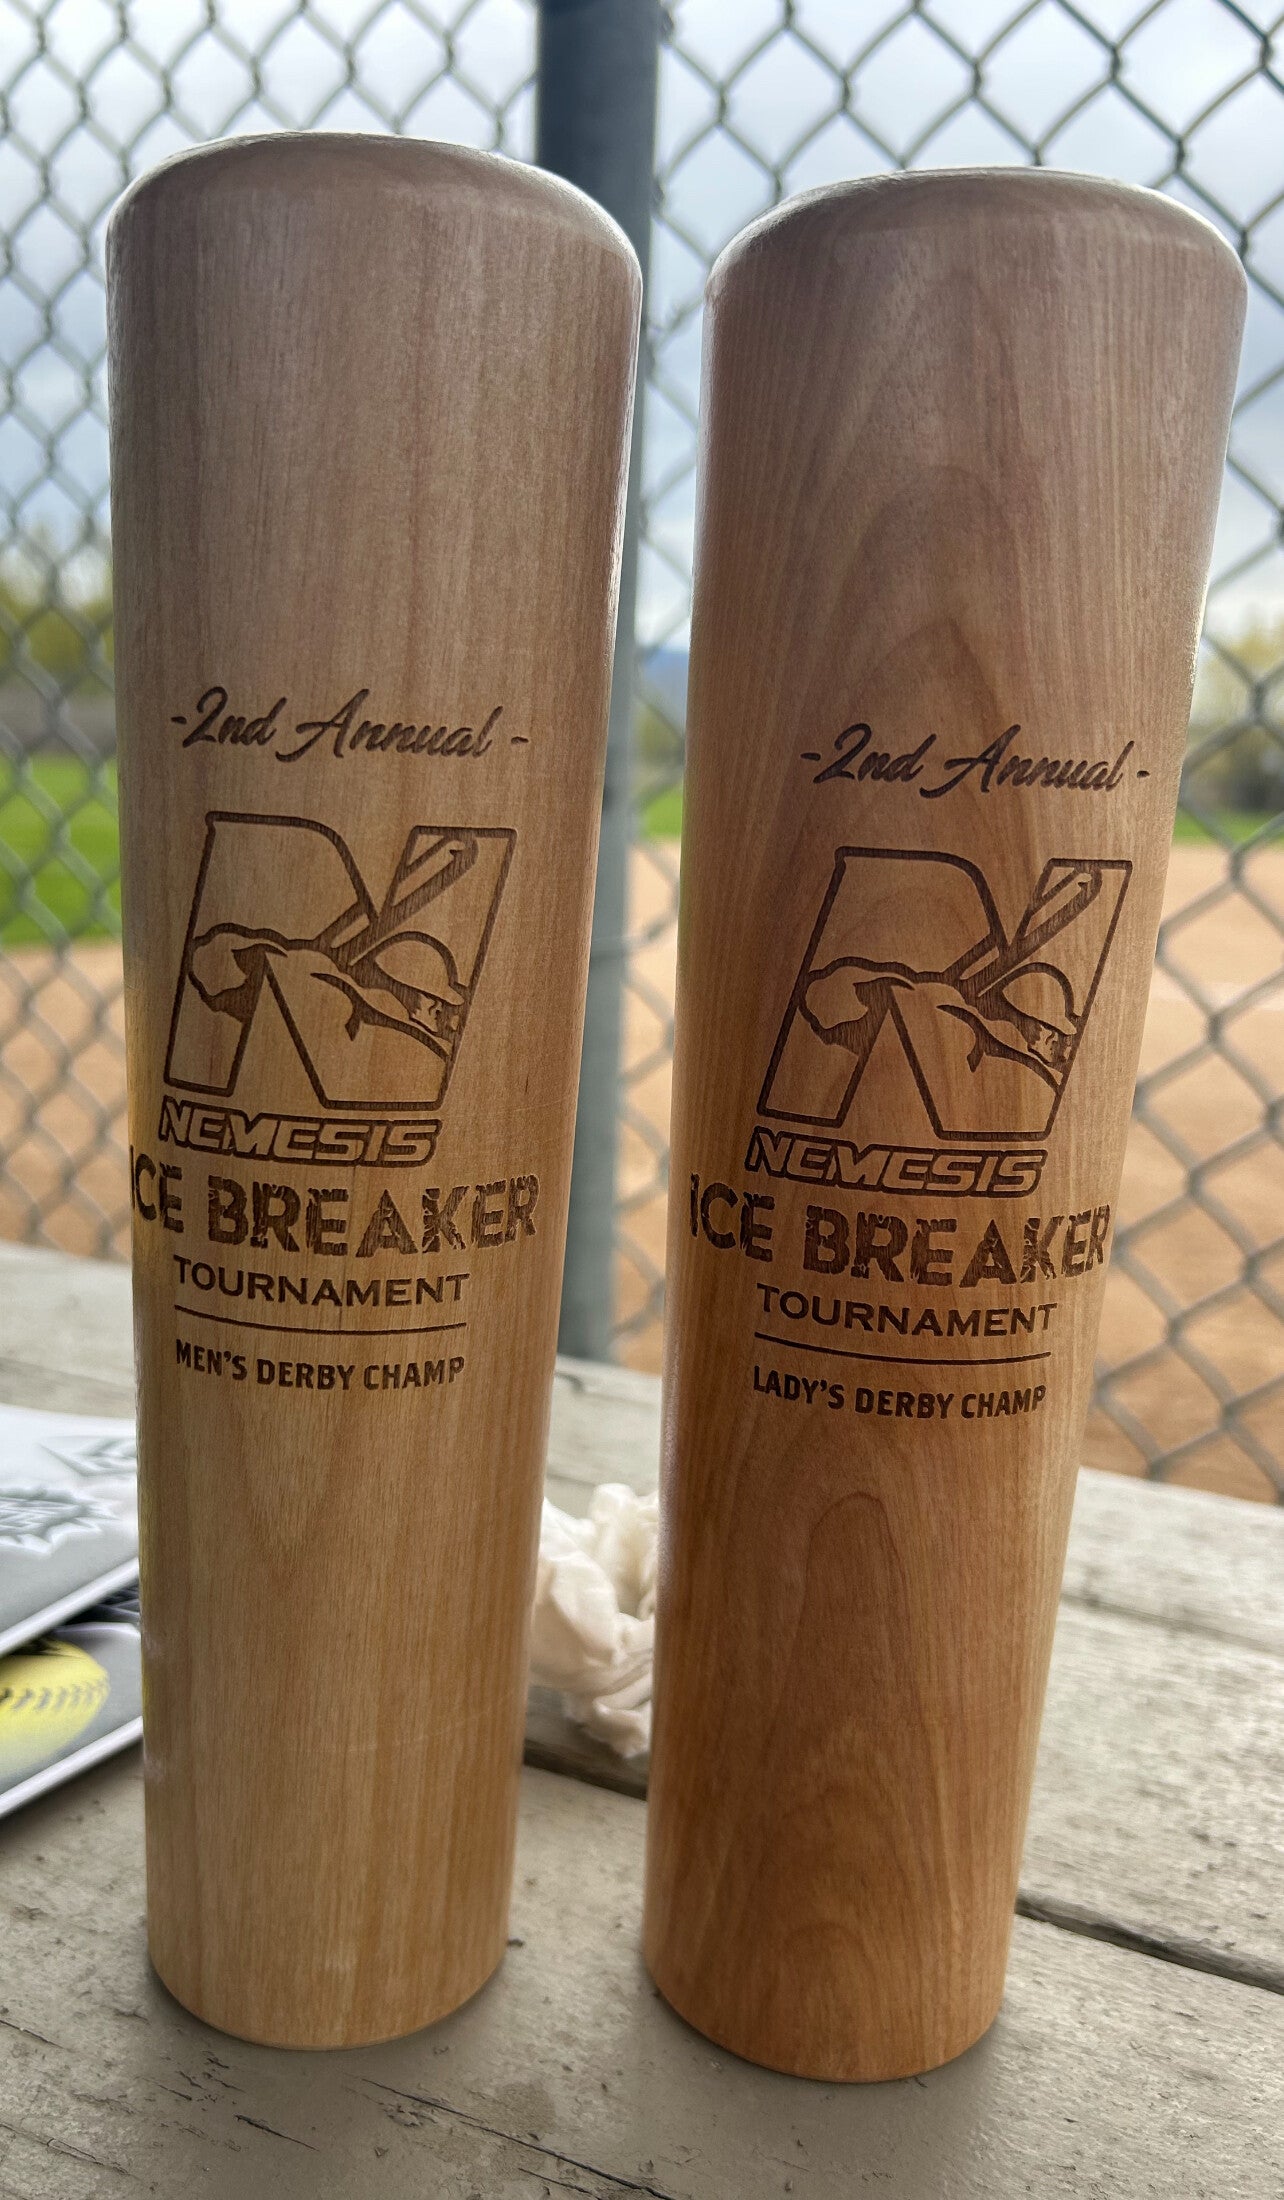 -2nd Annual-
NEMESIS
ICE BREAKER
TOURNAMENT
MEN'S DERBY CHAMP
-2nd Annual-
NEMESIS
ICE BREAKER
TOURNAMENT
LADY'S DERBY CHAMP